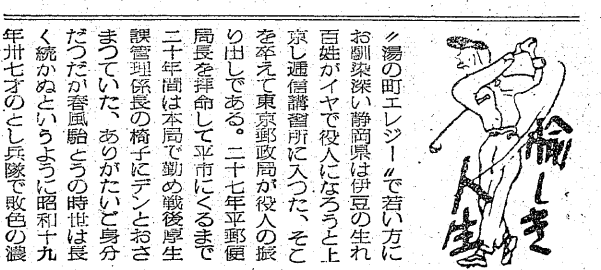 愉しき人生
〃湯の町エレジー〃で若い方に
お馴染深い静岡県は伊豆の生れ
百姓がイヤで役人になろうと上
京し通信講習所に入つた、そこ
を卒えて東京郵政局が役人の振
り出しである。二十七年平郵便
局長を拝命して平市にくるまで
二十年間は本局で勤め戦後厚生
課管理係長の椅子にデンとおさ
まつていた、ありがたいご身分
だつだが春風駘とうの時世は長
く続かぬというように昭和十九
年卅七才のとし兵隊で敗色の濃